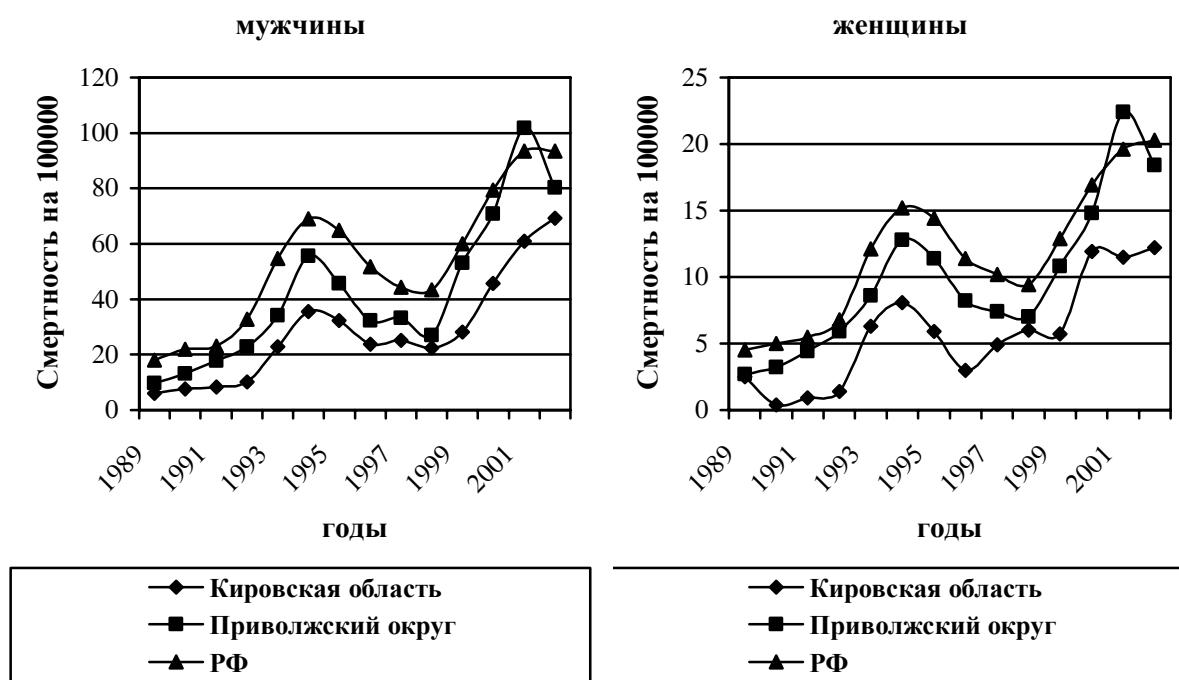 мужчины
Смертность на 100000
120
100
80
60
40
20
0
1989
1991
1993
1995
1997
1999
2001
годы
Кировская область
Приволжский округ
РФ
женщины
Смертность на 100000
25
20
15
10
5
0
1989
1991
1993
1995
1997
1999
2001
годы
Кировская область
Приволжский округ
РФ